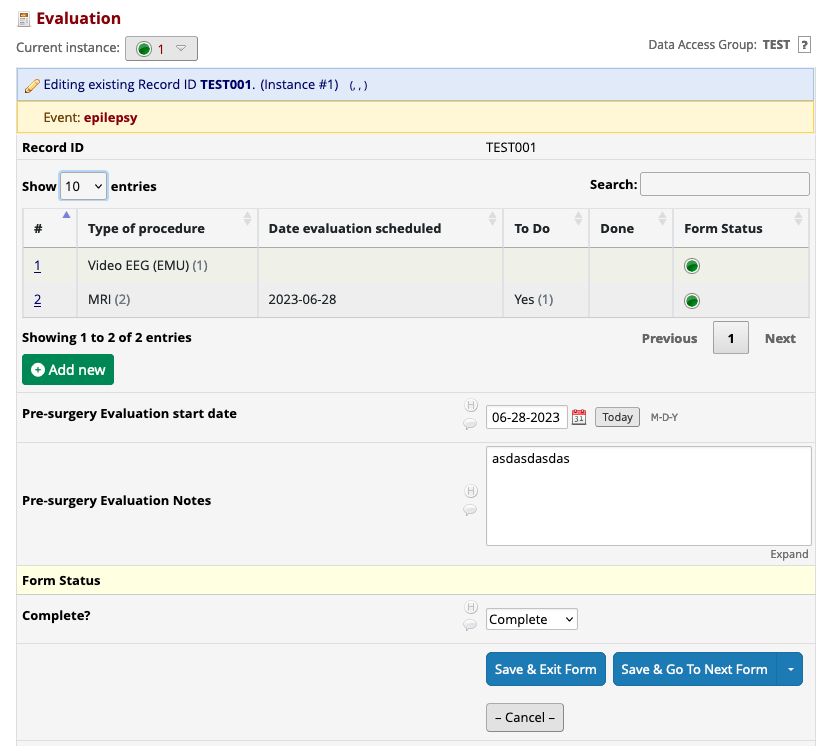 Evaluation
Current instance: 1
Data Access Group: TEST ?
Editing existing Record ID TEST001. (Instance #1) (, , )
Event: epilepsy
Record ID TEST001
Show 10 entries Search:
# Type of procedure Date evaluation scheduled To Do Done Form Status
1 Video EEG (EMU) (1)
2 MRI (2) 2023-06-28 Yes (1)
Showing 1 to 2 of 2 entries Previous 1 Next
Add new
Pre-surgery Evaluation start date H 06-28-2023 31 Today M-D-Y
asdasdasdas
Pre-surgery Evaluation Notes H
Expand
Form Status
Complete? H Complete
Save & Exit Form Save & Go To Next Form
– Cancel –